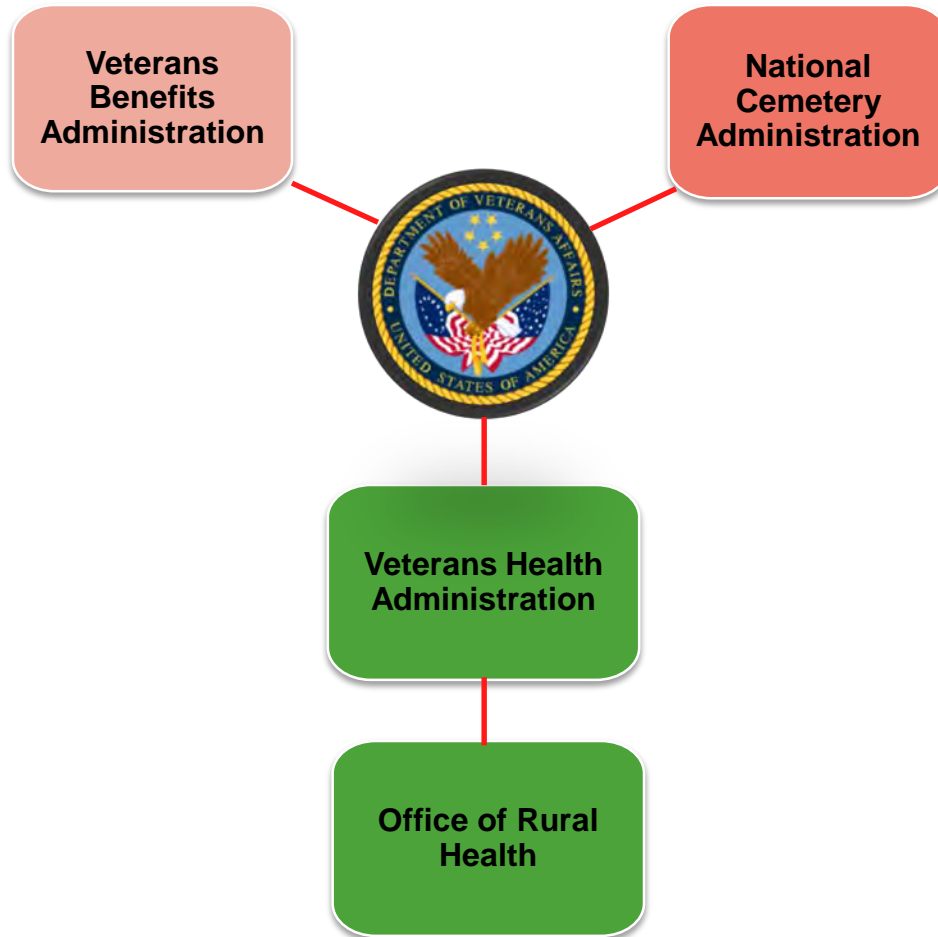 Veterans
Benefits
Administration
National
Cemetery
Administration
DEPARTMENT OF VETERANS AFFAIRS
UNITED STATES OF AMERICA
Veterans Health
Administration
Office of Rural
Health